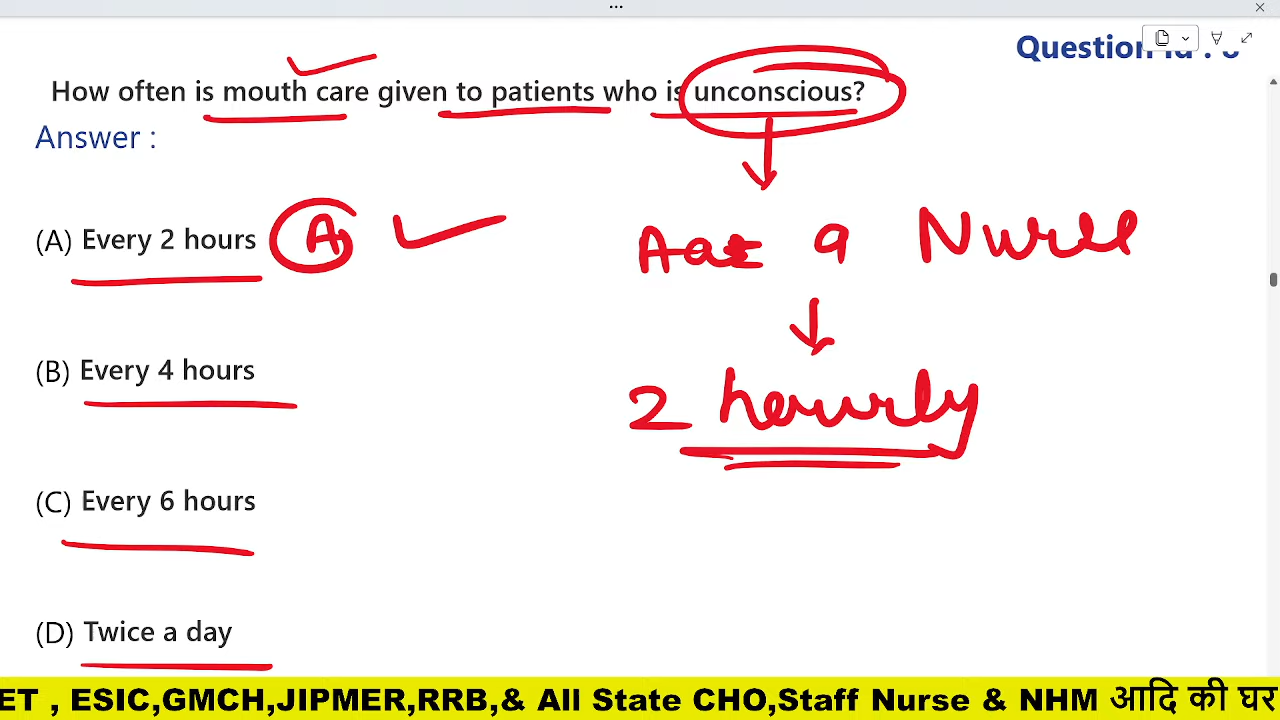 Question Id : 8
How often is mouth care given to patients who is unconscious?
Answer :
(A) Every 2 hours A
A a Nurse
2 hourly
(B) Every 4 hours
(C) Every 6 hours
(D) Twice a day
ET , ESIC,GMCH,JIPMER,RRB,& All State CHO,Staff Nurse & NHM आदि की घर